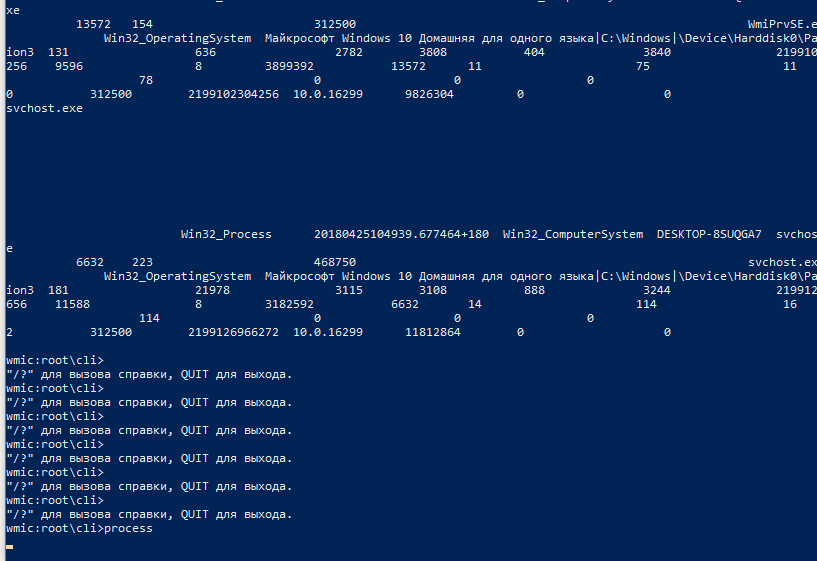 xe
13572 154 312500 WmiPrvSE.e
Win32_OperatingSystem Майкрософт Windows 10 Домашняя для одного языка|C:\Windows|\Device\Harddisk0\Pa
ion3 131 636 2782 3808 404 3840 219910
256 9596 8 3899392 13572 11 75 11
78 0 0 0
0 312500 2199102304256 10.0.16299 9826304 0 0
svchost.exe
Win32_Process 20180425104939.677464+180 Win32_ComputerSystem DESKTOP-8SUQGA7 svchos
e
6632 223 468750 svchost.ex
Win32_OperatingSystem Майкрософт Windows 10 Домашняя для одного языка|C:\Windows|\Device\Harddisk0\Pa
ion3 181 21978 3115 3108 888 3244 219912
656 11588 8 3182592 6632 14 114 16
114 0 0 0
2 312500 2199126966272 10.0.16299 11812864 0 0
wmic:root\cli>
"/?" для вызова справки, QUIT для выхода.
wmic:root\cli>
"/?" для вызова справки, QUIT для выхода.
wmic:root\cli>
"/?" для вызова справки, QUIT для выхода.
wmic:root\cli>
"/?" для вызова справки, QUIT для выхода.
wmic:root\cli>
"/?" для вызова справки, QUIT для выхода.
wmic:root\cli>
"/?" для вызова справки, QUIT для выхода.
wmic:root\cli>process